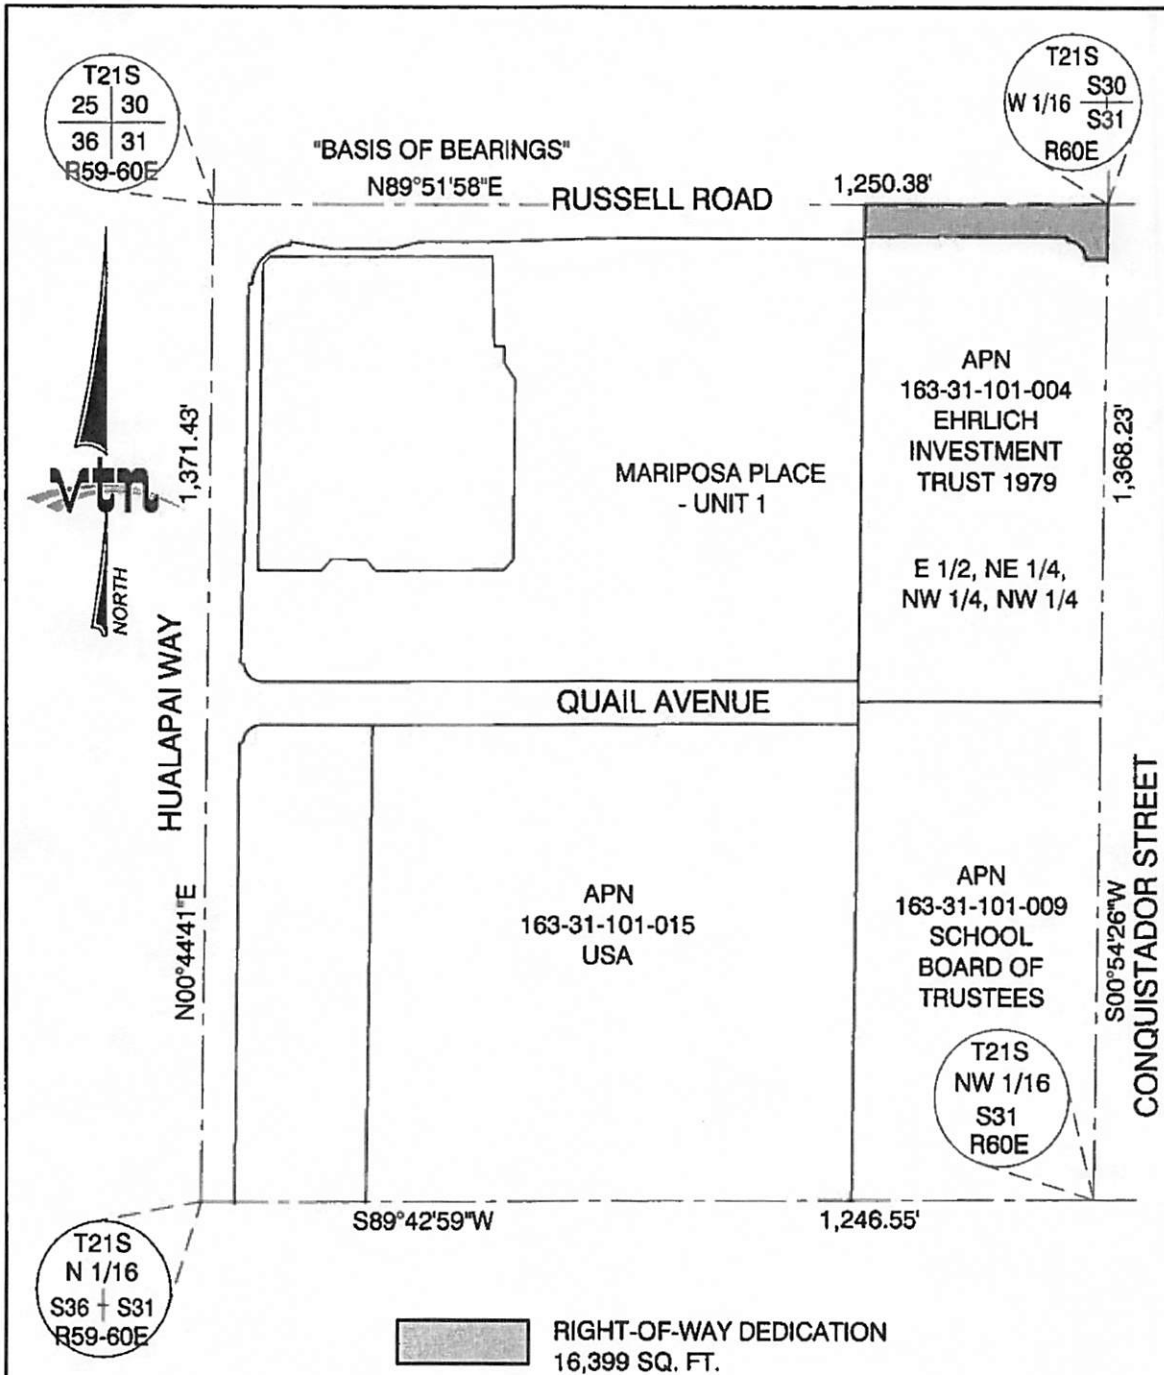 T21S
25 30
36 31
R59-60E
"BASIS OF BEARINGS"
N89°51'58"E
RUSSELL ROAD
1,250.38'
T21S
W 1/16 S30
S31
R60E
1,371.43'
vtn
NORTH
HUALAPAI WAY
N00°44'41"E
MARIPOSA PLACE
- UNIT 1
APN
163-31-101-004
EHRLICH
INVESTMENT
TRUST 1979
E 1/2, NE 1/4,
NW 1/4, NW 1/4
1,368.23'
QUAIL AVENUE
APN
163-31-101-015
USA
APN
163-31-101-009
SCHOOL
BOARD OF
TRUSTEES
S00°54'26"W
CONQUISTADOR STREET
T21S
NW 1/16
S31
R60E
S89°42'59"W
1,246.55'
T21S
N 1/16
S36 S31
R59-60E
RIGHT-OF-WAY DEDICATION
16,399 SQ. FT.